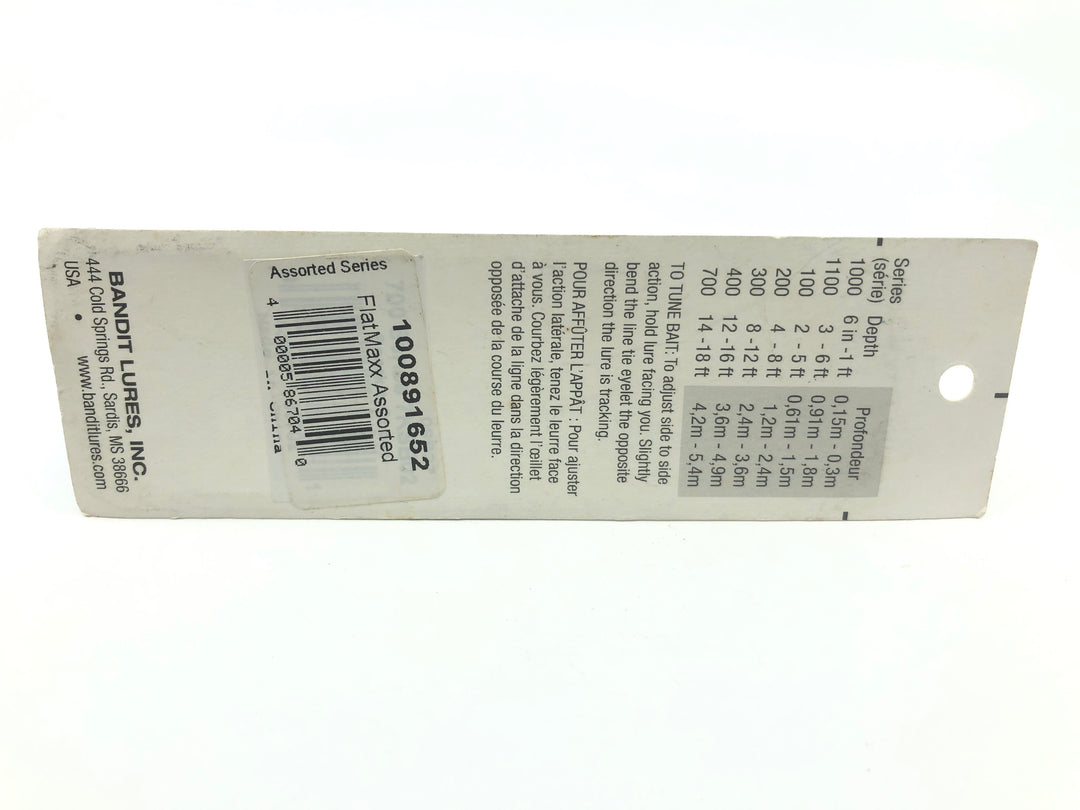 Series
(série) Depth Profondeur
1000 6 in -1 ft 0,15m - 0,3m
1100 3 - 6 ft 0,91m - 1,8m
100 2 - 5 ft 0,61m - 1,5m
200 4 - 8 ft 1,2m - 2,4m
300 8 -12 ft 2,4m - 3,6m
400 12 -16 ft 3,6m - 4,9m
700 14 -18 ft 4,2m - 5,4m
TO TUNE BAIT: To adjust side to side
action, hold lure facing you. Slightly
bend the line tie eyelet the opposite
direction the lure is tracking.
POUR AFFÛTER L'APPÂT : Pour ajuster
l'action latérale, tenez le leurre face
à vous. Courbez légèrement l'œillet
d'attache de la ligne dans la direction
opposée de la course du leurre.
Assorted Series
100891652
FlatMaxx Assorted
4 00005 86704 0
BANDIT LURES, INC.
444 Cold Springs Rd., Sardis, MS 38666
USA • www.banditlures.com